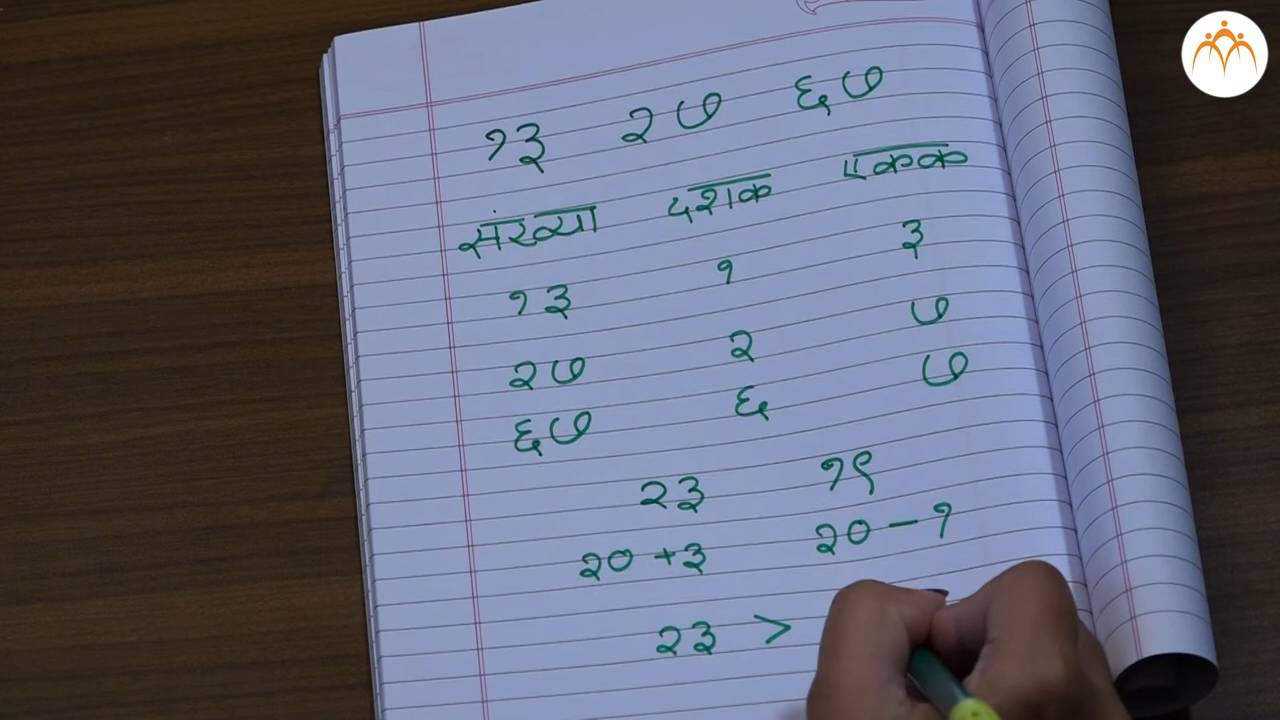 १३ २७ ६७
संख्या दशक एकक
१३ १ ३
२७ २ ७
६७ ६ ७
२३ १९
२० + ३ २० − १
२३ >